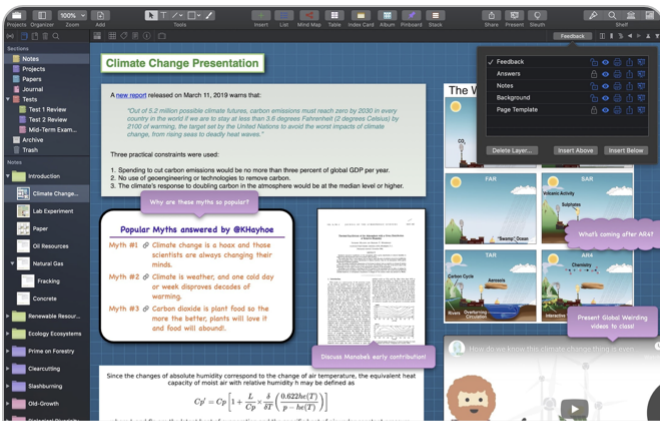 Projects Organizer Zoom Add Tools Insert List Mind Map Table Index Card Album Pinboard Stack Share Present Sleuth Shelf
100%
Feedback
Sections
Notes
Projects
Papers
Journal
Tests
Test 1 Review
Test 2 Review
Mid-Term Exam...
Archive
Trash
Notes
Introduction
Climate Change...
Lab Experiment
Paper
Oil Resources
Natural Gas
Fracking
Concrete
Renewable Resour...
Ecology Ecosystems
Prime on Forestry
Clearcutting
Slashburning
Old-Growth
Climate Change Presentation
A new report released on March 11, 2019 warns that:
"Out of 5.2 million possible climate futures, carbon emissions must reach zero by 2030 in every
country in the world if we are to stay at less than 3.6 degrees Fahrenheit (2 degrees Celsius) by
2100 of warming, the target set by the United Nations to avoid the worst impacts of climate
change, from rising seas to deadly heat waves."
Three practical constraints were used:
1. Spending to cut carbon emissions would be no more than three percent of global GDP per year.
2. No use of geoengineering or technologies to remove carbon.
3. The climate's response to doubling carbon in the atmosphere would be at the median level or higher.
Why are these myths so popular?
Popular Myths answered by @KHayhoe
Myth #1 Climate change is a hoax and those
scientists are always changing their
minds.
Myth #2 Climate is weather, and one cold day
or week disproves decades of
warming.
Myth #3 Carbon dioxide is plant food so the
more the better, plants will love it
and food will abound!
Discuss Manabe's early contribution!
Since the changes of absolute humidity correspond to the change of air temperature, the equivalent heat
capacity of moist air with relative humidity h may be defined as
Cp' = Cp [1 + L/Cp × δ/δT (0.622he(T)/p − he(T))]
The W
Feedback
Answers
Notes
Background
Page Template
Delete Layer...
Insert Above
Insert Below
FAR
SAR
Volcanic Activity
Sulphates
"Swamp" Ocean
What's coming after AR4?
TAR
AR4
Carbon Cycle
Aerosols
Rivers
Overturning
Circulation
Chemistry
Interactive
Present Global Weirding
videos to class!
How do we know this climate change thing is even